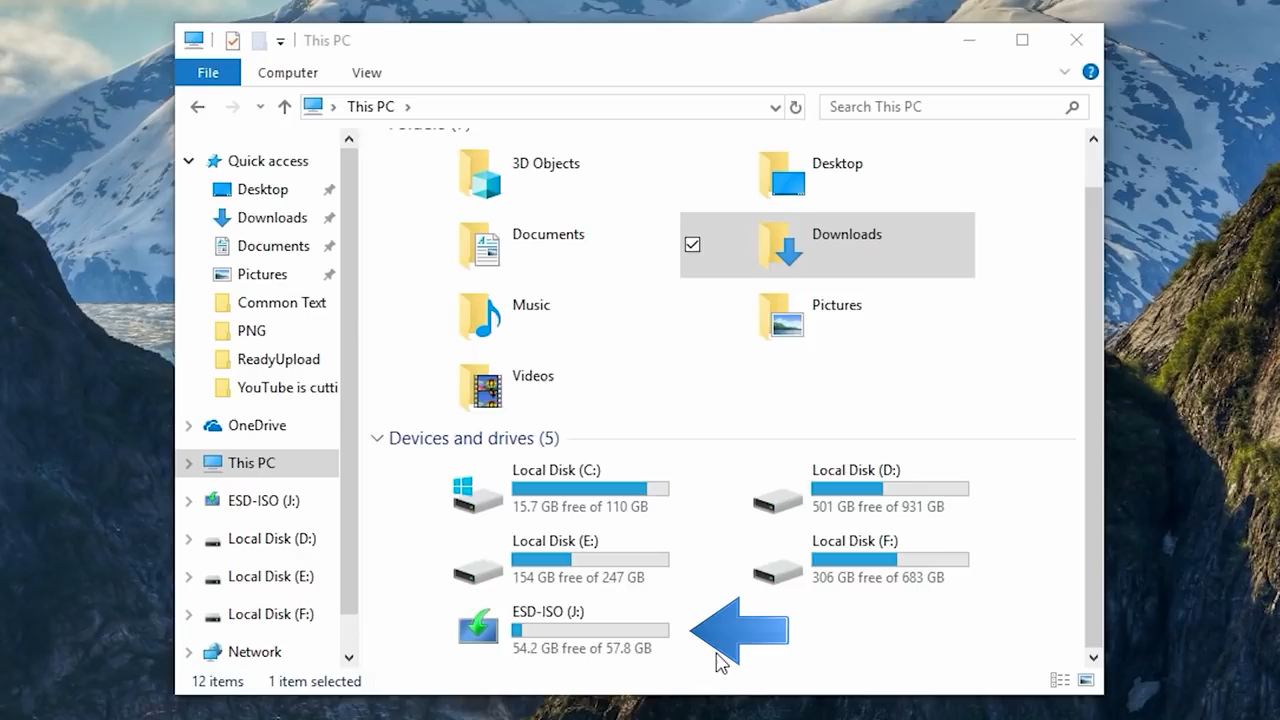 This PC
File
Computer
View
This PC
Search This PC
Quick access
Desktop
Downloads
Documents
Pictures
Common Text
PNG
ReadyUpload
YouTube is cutti
OneDrive
This PC
ESD-ISO (J:)
Local Disk (D:)
Local Disk (E:)
Local Disk (F:)
Network
3D Objects
Desktop
Documents
Downloads
Music
Pictures
Videos
Devices and drives (5)
Local Disk (C:)
15.7 GB free of 110 GB
Local Disk (D:)
501 GB free of 931 GB
Local Disk (E:)
154 GB free of 247 GB
Local Disk (F:)
306 GB free of 683 GB
ESD-ISO (J:)
54.2 GB free of 57.8 GB
12 items
1 item selected